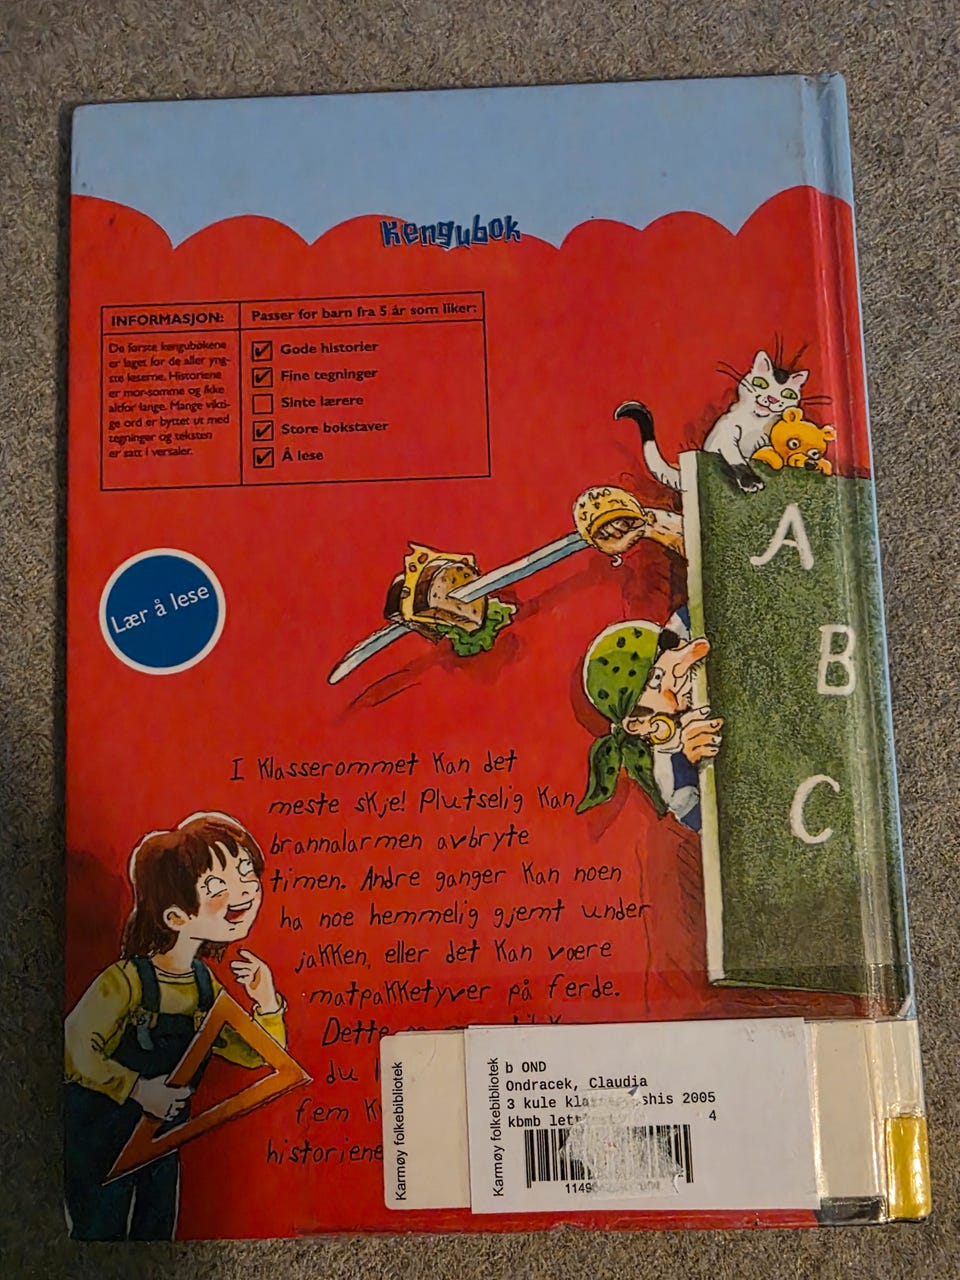 Kengubok
INFORMASJON:
De første kengubøkene
er laget for de aller yng-
ste leserne. Historiene
er mor-somme og ikke
altfor lange. Mange vikti-
ge ord er byttet ut med
tegninger og teksten
er satt i versaler.
Passer for barn fra 5 år som liker:
Gode historier
Fine tegninger
Sinte lærere
Store bokstaver
Å lese
A
B
C
Lær å lese
I klasserommet kan det
meste skje! Plutselig kan
brannalarmen avbryte
timen. Andre ganger kan noen
ha noe hemmelig gjemt under
jakken, eller det kan være
matpakketyver på ferde.
Dette
du
fem
historiene
Karmøy folkebibliotek
Karmøy folkebibliotek
b OND
Ondracek, Claudia
3 kule 2005
kbmb 4